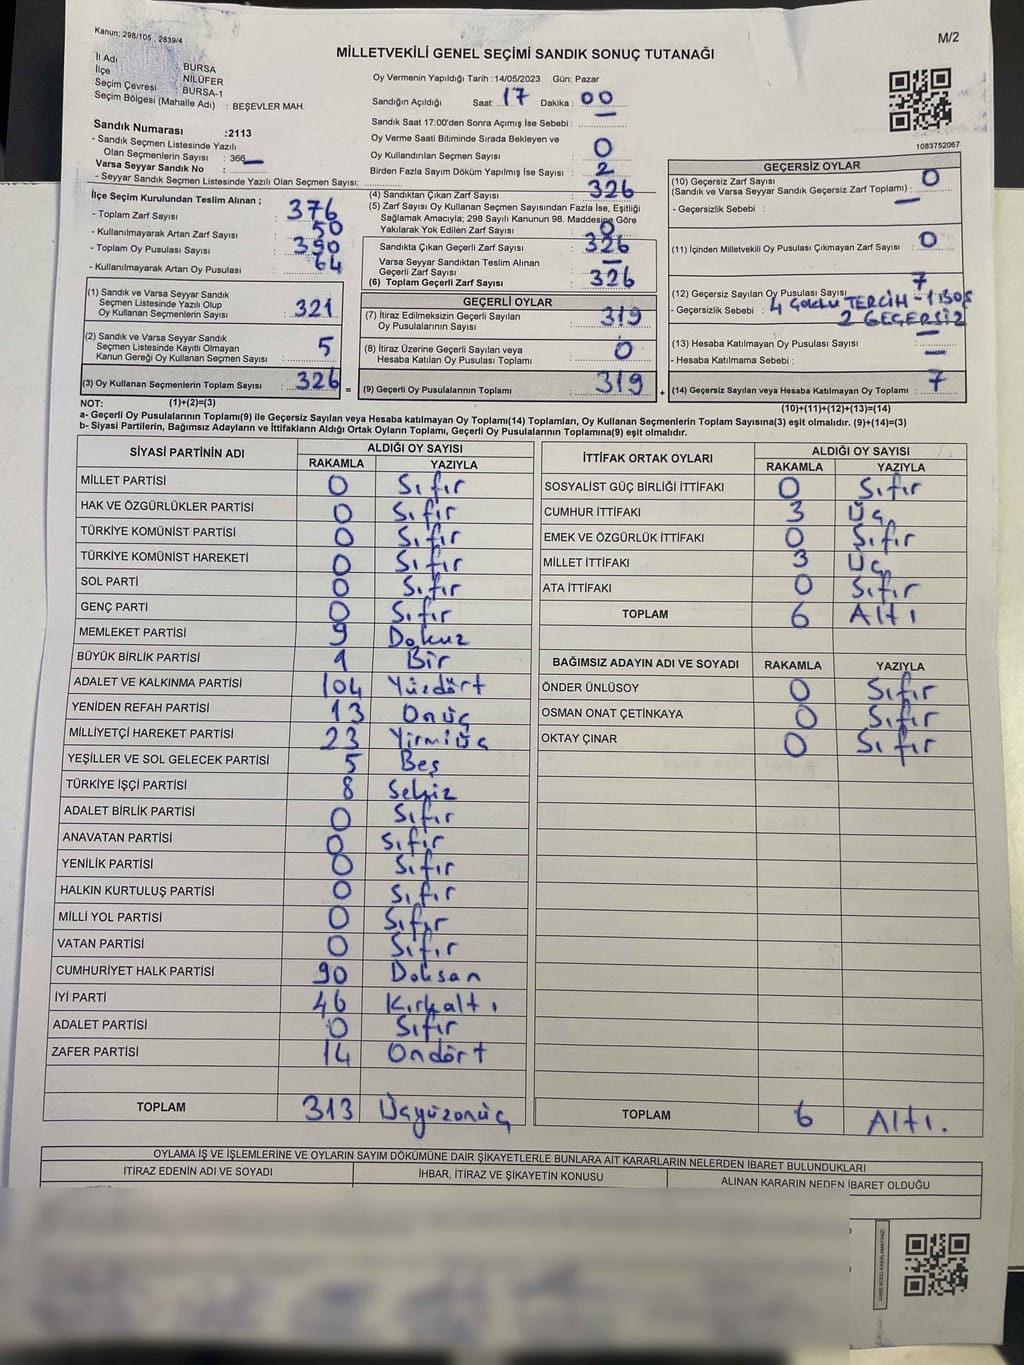 Kanun; 298/105 , 2839/4
M/2
MİLLETVEKİLİ GENEL SEÇİMİ SANDIK SONUÇ TUTANAĞI
İl Adı BURSA
İlçe NİLÜFER
Seçim Çevresi BURSA-1
Seçim Bölgesi (Mahalle Adı) : BEŞEVLER MAH.
Sandık Numarası :2113
- Sandık Seçmen Listesinde Yazılı
Olan Seçmenlerin Sayısı : 366
Varsa Seyyar Sandık No :
- Seyyar Sandık Seçmen Listesinde Yazılı Olan Seçmen Sayısı:
Oy Vermenin Yapıldığı Tarih :14/05/2023 Gün: Pazar
Sandığın Açıldığı Saat: 17 Dakika : 00
Sandık Saat 17:00'den Sonra Açımış İse Sebebi :
Oy Verme Saati Bitiminde Sırada Bekleyen ve
Oy Kullandırılan Seçmen Sayısı : 0
Birden Fazla Sayım Döküm Yapılmış İse Sayısı : 2
1083752067
İlçe Seçim Kurulundan Teslim Alınan ;
- Toplam Zarf Sayısı : 376
- Kullanılmayarak Artan Zarf Sayısı : 50
- Toplam Oy Pusulası Sayısı : 390
- Kullanılmayarak Artan Oy Pusulası : 64
(1) Sandık ve Varsa Seyyar Sandık
Seçmen Listesinde Yazılı Olup
Oy Kullanan Seçmenlerin Sayısı : 321
(2) Sandık ve Varsa Seyyar Sandık
Seçmen Listesinde Kayıtlı Olmayan
Kanun Gereği Oy Kullanan Seçmen Sayısı : 5
(3) Oy Kullanan Seçmenlerin Toplam Sayısı : 326 =
(4) Sandıktan Çıkan Zarf Sayısı : 326
(5) Zarf Sayısı Oy Kullanan Seçmen Sayısından Fazla İse, Eşitliği
Sağlamak Amacıyla; 298 Sayılı Kanunun 98. Maddesine Göre
Yakılarak Yok Edilen Zarf Sayısı : 0
Sandıkta Çıkan Geçerli Zarf Sayısı : 326
Varsa Seyyar Sandıktan Teslim Alınan
Geçerli Zarf Sayısı :
(6) Toplam Geçerli Zarf Sayısı : 326
GEÇERLİ OYLAR
(7) İtiraz Edilmeksizin Geçerli Sayılan
Oy Pusulalarının Sayısı : 319
(8) İtiraz Üzerine Geçerli Sayılan veya
Hesaba Katılan Oy Pusulası Toplamı : 0
(9) Geçerli Oy Pusulalarının Toplamı : 319 +
GEÇERSİZ OYLAR
(10) Geçersiz Zarf Sayısı
(Sandık ve Varsa Seyyar Sandık Geçersiz Zarf Toplamı) : 0
- Geçersizlik Sebebi :
(11) İçinden Milletvekili Oy Pusulası Çıkmayan Zarf Sayısı : 0
(12) Geçersiz Sayılan Oy Pusulası Sayısı : 7
- Geçersizlik Sebebi : 4 ÇOKLU TERCİH - 1 BOŞ
2 GEÇERSİZ
(13) Hesaba Katılmayan Oy Pusulası Sayısı :
- Hesaba Katılmama Sebebi :
(14) Geçersiz Sayılan veya Hesaba Katılmayan Oy Toplamı : 7
NOT: (1)+(2)=(3)
(10)+(11)+(12)+(13)=(14)
a- Geçerli Oy Pusulalarının Toplamı(9) ile Geçersiz Sayılan veya Hesaba katılmayan Oy Toplamı(14) Toplamları, Oy Kullanan Seçmenlerin Toplam Sayısına(3) eşit olmalıdır. (9)+(14)=(3)
b- Siyasi Partilerin, Bağımsız Adayların ve İttifakların Aldığı Ortak Oyların Toplamı, Geçerli Oy Pusulalarının Toplamına(9) eşit olmalıdır.
SİYASİ PARTİNİN ADI ALDIĞI OY SAYISI
RAKAMLA YAZIYLA
MİLLET PARTİSİ 0 Sıfır
HAK VE ÖZGÜRLÜKLER PARTİSİ 0 Sıfır
TÜRKİYE KOMÜNİST PARTİSİ 0 Sıfır
TÜRKİYE KOMÜNİST HAREKETİ 0 Sıfır
SOL PARTİ 0 Sıfır
GENÇ PARTİ 0 Sıfır
MEMLEKET PARTİSİ 9 Dokuz
BÜYÜK BİRLİK PARTİSİ 1 Bir
ADALET VE KALKINMA PARTİSİ 104 Yüzdört
YENİDEN REFAH PARTİSİ 13 Onüç
MİLLİYETÇİ HAREKET PARTİSİ 23 Yirmiüç
YEŞİLLER VE SOL GELECEK PARTİSİ 5 Beş
TÜRKİYE İŞÇİ PARTİSİ 8 Sekiz
ADALET BİRLİK PARTİSİ 0 Sıfır
ANAVATAN PARTİSİ 0 Sıfır
YENİLİK PARTİSİ 0 Sıfır
HALKIN KURTULUŞ PARTİSİ 0 Sıfır
MİLLİ YOL PARTİSİ 0 Sıfır
VATAN PARTİSİ 0 Sıfır
CUMHURİYET HALK PARTİSİ 90 Doksan
İYİ PARTİ 46 Kırkaltı
ADALET PARTİSİ 0 Sıfır
ZAFER PARTİSİ 14 Ondört
TOPLAM 313 Üçyüzonüç
İTTİFAK ORTAK OYLARI ALDIĞI OY SAYISI
RAKAMLA YAZIYLA
SOSYALİST GÜÇ BİRLİĞİ İTTİFAKI 0 Sıfır
CUMHUR İTTİFAKI 3 Üç
EMEK VE ÖZGÜRLÜK İTTİFAKI 0 Sıfır
MİLLET İTTİFAKI 3 Üç
ATA İTTİFAKI 0 Sıfır
TOPLAM 6 Altı
BAĞIMSIZ ADAYIN ADI VE SOYADI RAKAMLA YAZIYLA
ÖNDER ÜNLÜSOY 0 Sıfır
OSMAN ONAT ÇETİNKAYA 0 Sıfır
OKTAY ÇINAR 0 Sıfır
TOPLAM 6 Altı.
OYLAMA İŞ VE İŞLEMLERİNE VE OYLARIN SAYIM DÖKÜMÜNE DAİR ŞİKAYETLERLE BUNLARA AİT KARARLARIN NELERDEN İBARET BULUNDUKLARI
İTİRAZ EDENİN ADI VE SOYADI İHBAR, İTİRAZ VE ŞİKAYETİN KONUSU ALINAN KARARIN NEDEN İBARET OLDUĞU